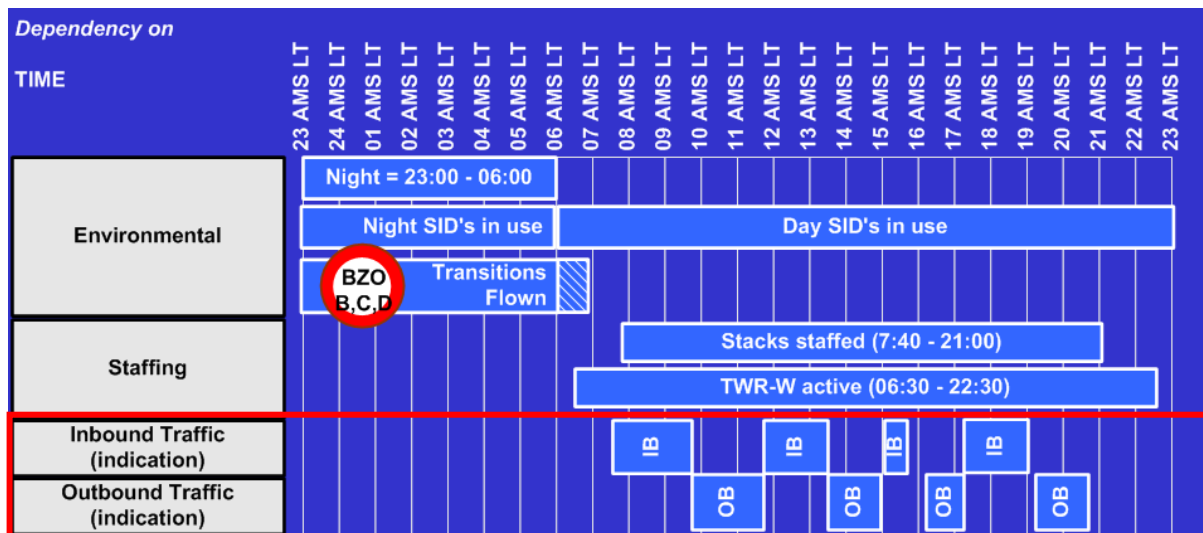 Dependency on
TIME
23 AMS LT
24 AMS LT
01 AMS LT
02 AMS LT
03 AMS LT
04 AMS LT
05 AMS LT
06 AMS LT
07 AMS LT
08 AMS LT
09 AMS LT
10 AMS LT
11 AMS LT
12 AMS LT
13 AMS LT
14 AMS LT
15 AMS LT
16 AMS LT
17 AMS LT
18 AMS LT
19 AMS LT
20 AMS LT
21 AMS LT
22 AMS LT
23 AMS LT
Environmental
Night = 23:00 - 06:00
Night SID's in use
Day SID's in use
BZO
B,C,D
Transitions
Flown
Staffing
Stacks staffed (7:40 - 21:00)
TWR-W active (06:30 - 22:30)
Inbound Traffic
(indication)
IB
IB
IB
IB
Outbound Traffic
(indication)
OB
OB
OB
OB